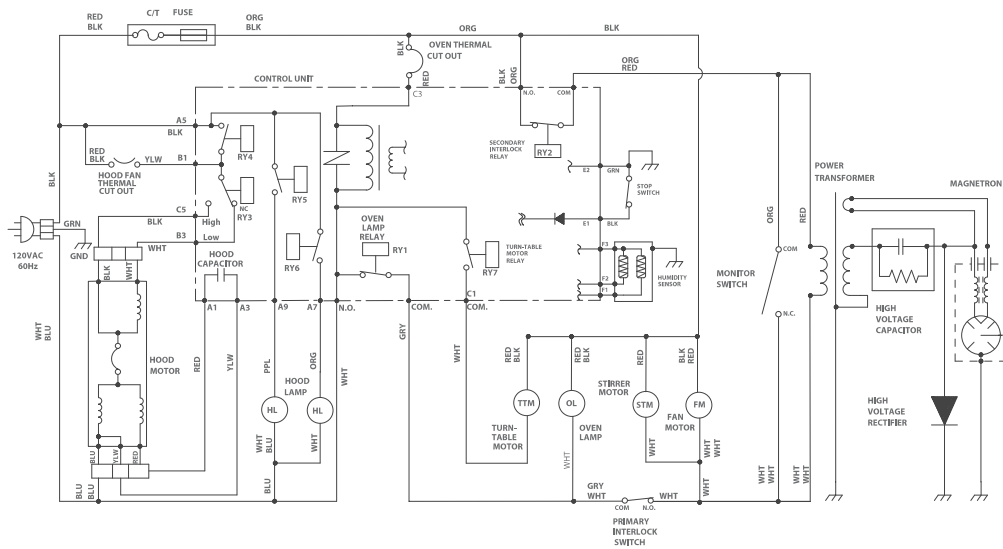 C/T FUSE
RED
BLK
ORG
BLK
ORG
BLK
BLK
OVEN THERMAL
CUT OUT
RED
BLK
ORG
ORG
RED
CONTROL UNIT
C3
N.O.
COM
A5
BLK
RY4
SECONDARY
INTERLOCK
RELAY
RY2
RED
BLK
YLW
B1
HOOD FAN
THERMAL
CUT OUT
NC
RY3
RY5
E2
GRN
STOP
SWITCH
POWER
TRANSFORMER
MAGNETRON
BLK
C5
BLK
High
GRN
GND
120VAC
60Hz
B3
WHT
Low
OVEN
LAMP
RELAY
RY1
E1
BLK
ORG
RED
BLK
WHT
HOOD
CAPACITOR
RY6
TURN-TABLE
MOTOR RELAY
RY7
F3
F2
F1
HUMIDITY
SENSOR
COM
MONITOR
SWITCH
N.C.
C1
A1
A3
A9
A7
N.O.
COM.
COM.
HIGH
VOLTAGE
CAPACITOR
WHT
BLU
HOOD
MOTOR
RED
YLW
PPL
ORG
WHT
GRY
WHT
RED
BLK
RED
BLK
RED
BLK
RED
HOOD
LAMP
STIRRER
MOTOR
HL
HL
TTM
OL
STM
FM
FAN
MOTOR
HIGH
VOLTAGE
RECTIFIER
TURN-
TABLE
MOTOR
OVEN
LAMP
WHT
BLU
WHT
WHT
WHT
WHT
WHT
BLU
YLW
RED
BLU
BLU
BLU
GRY
WHT
WHT
WHT
WHT
WHT
WHT
WHT
COM
N.O.
PRIMARY
INTERLOCK
SWITCH